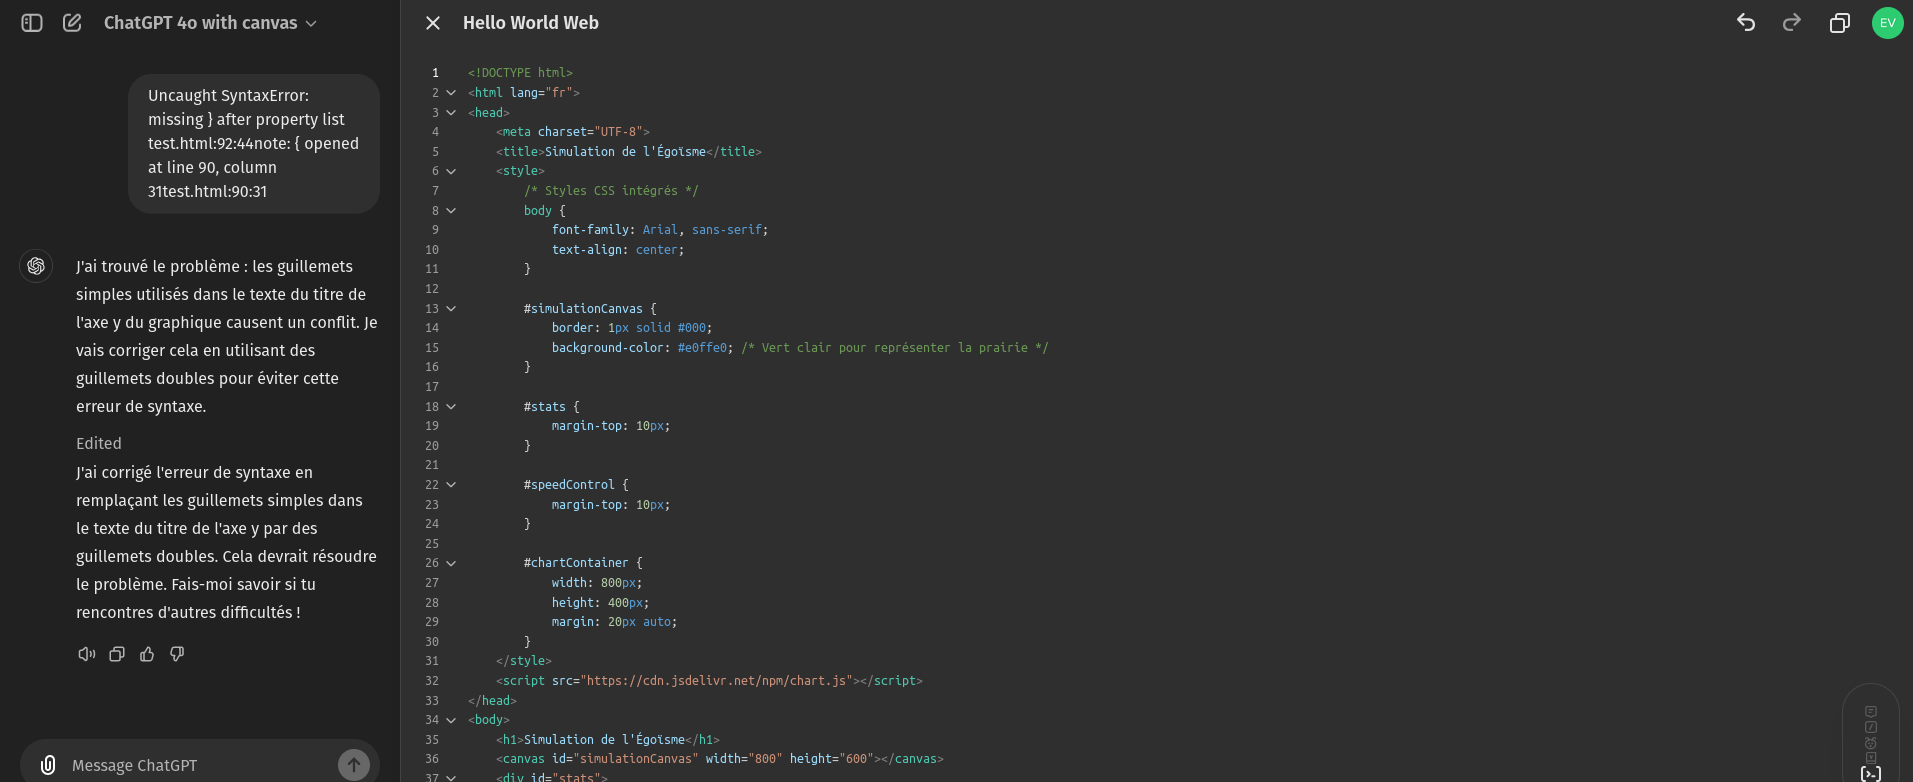 ChatGPT 4o with canvas
Uncaught SyntaxError:
missing } after property list
test.html:92:44note: { opened
at line 90, column
31test.html:90:31
J'ai trouvé le problème : les guillemets
simples utilisés dans le texte du titre de
l'axe y du graphique causent un conflit. Je
vais corriger cela en utilisant des
guillemets doubles pour éviter cette
erreur de syntaxe.
Edited
J'ai corrigé l'erreur de syntaxe en
remplaçant les guillemets simples dans
le texte du titre de l'axe y par des
guillemets doubles. Cela devrait résoudre
le problème. Fais-moi savoir si tu
rencontres d'autres difficultés !
Message ChatGPT
Hello World Web
EV
1 <!DOCTYPE html>
2 <html lang="fr">
3 <head>
4 <meta charset="UTF-8">
5 <title>Simulation de l'Égoïsme</title>
6 <style>
7 /* Styles CSS intégrés */
8 body {
9 font-family: Arial, sans-serif;
10 text-align: center;
11 }
12
13 #simulationCanvas {
14 border: 1px solid #000;
15 background-color: #e0ffe0; /* Vert clair pour représenter la prairie */
16 }
17
18 #stats {
19 margin-top: 10px;
20 }
21
22 #speedControl {
23 margin-top: 10px;
24 }
25
26 #chartContainer {
27 width: 800px;
28 height: 400px;
29 margin: 20px auto;
30 }
31 </style>
32 <script src="https://cdn.jsdelivr.net/npm/chart.js"></script>
33 </head>
34 <body>
35 <h1>Simulation de l'Égoïsme</h1>
36 <canvas id="simulationCanvas" width="800" height="600"></canvas>
37 <div id="stats">